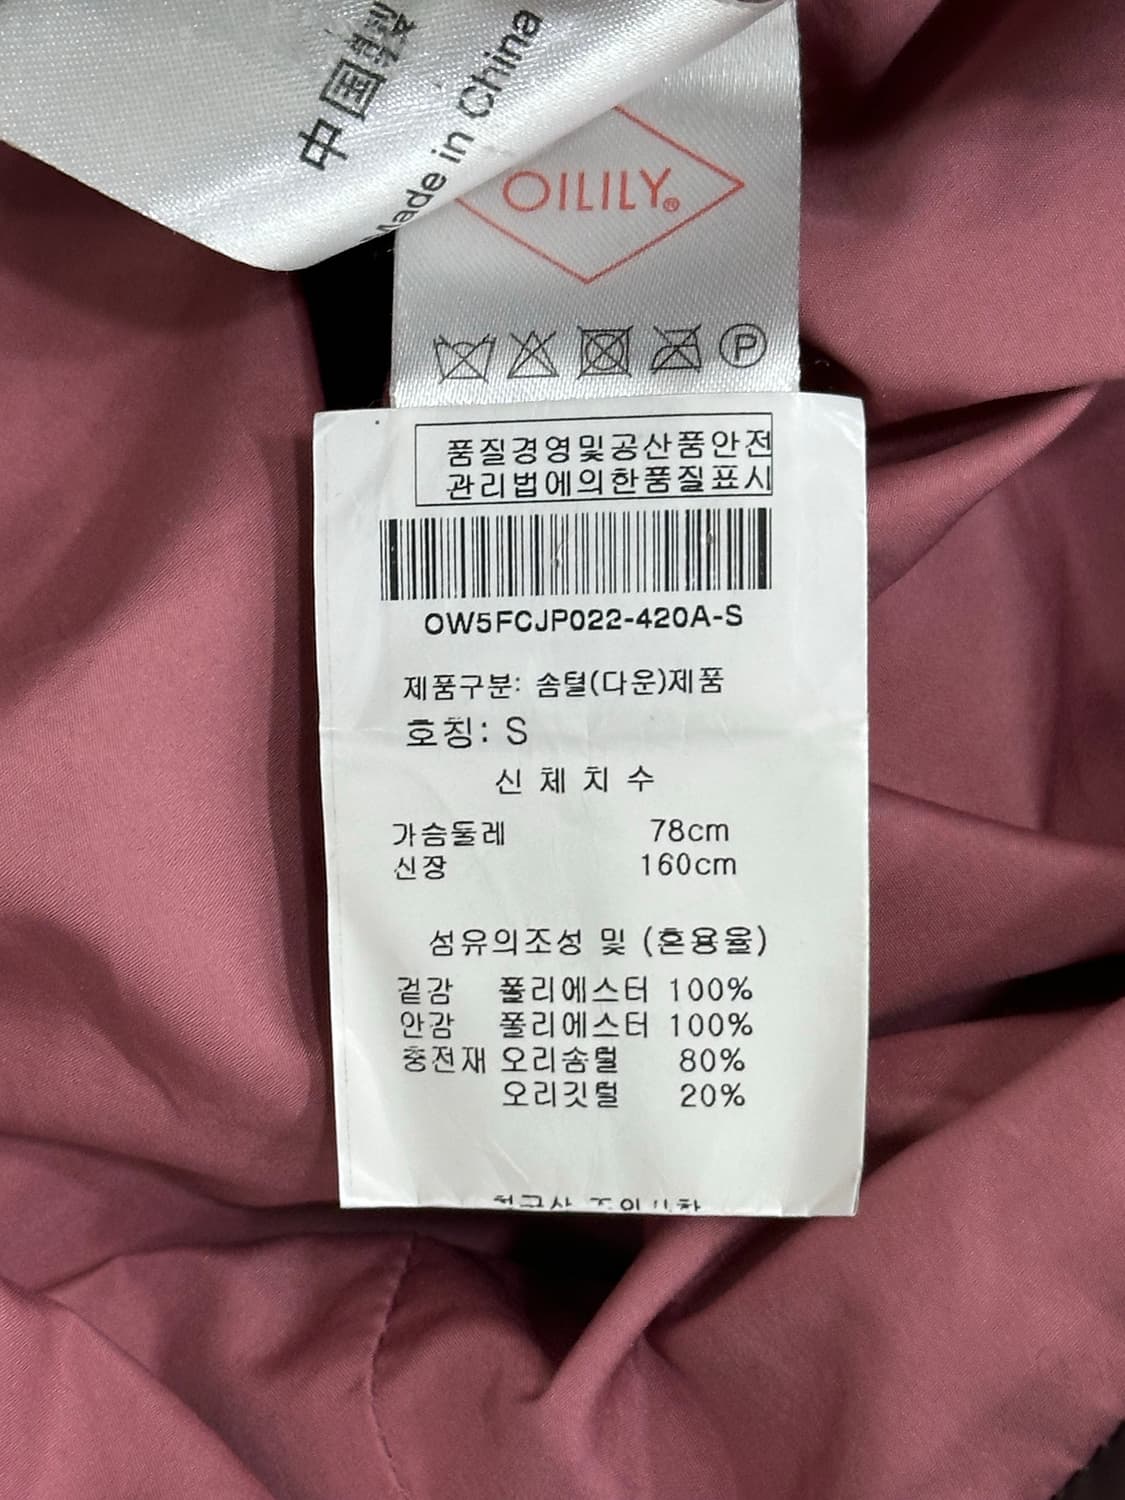 中国制造
Made in China
OILILY®
P
품질경영및공산품안전
관리법에의한품질표시
OW5FCJP022-420A-S
제품구분: 솜털(다운)제품
호칭: S
신체치수
가슴둘레 78cm
신장 160cm
섬유의조성 및 (혼용율)
겉감 폴리에스터 100%
안감 폴리에스터 100%
충전재 오리솜털 80%
오리깃털 20%